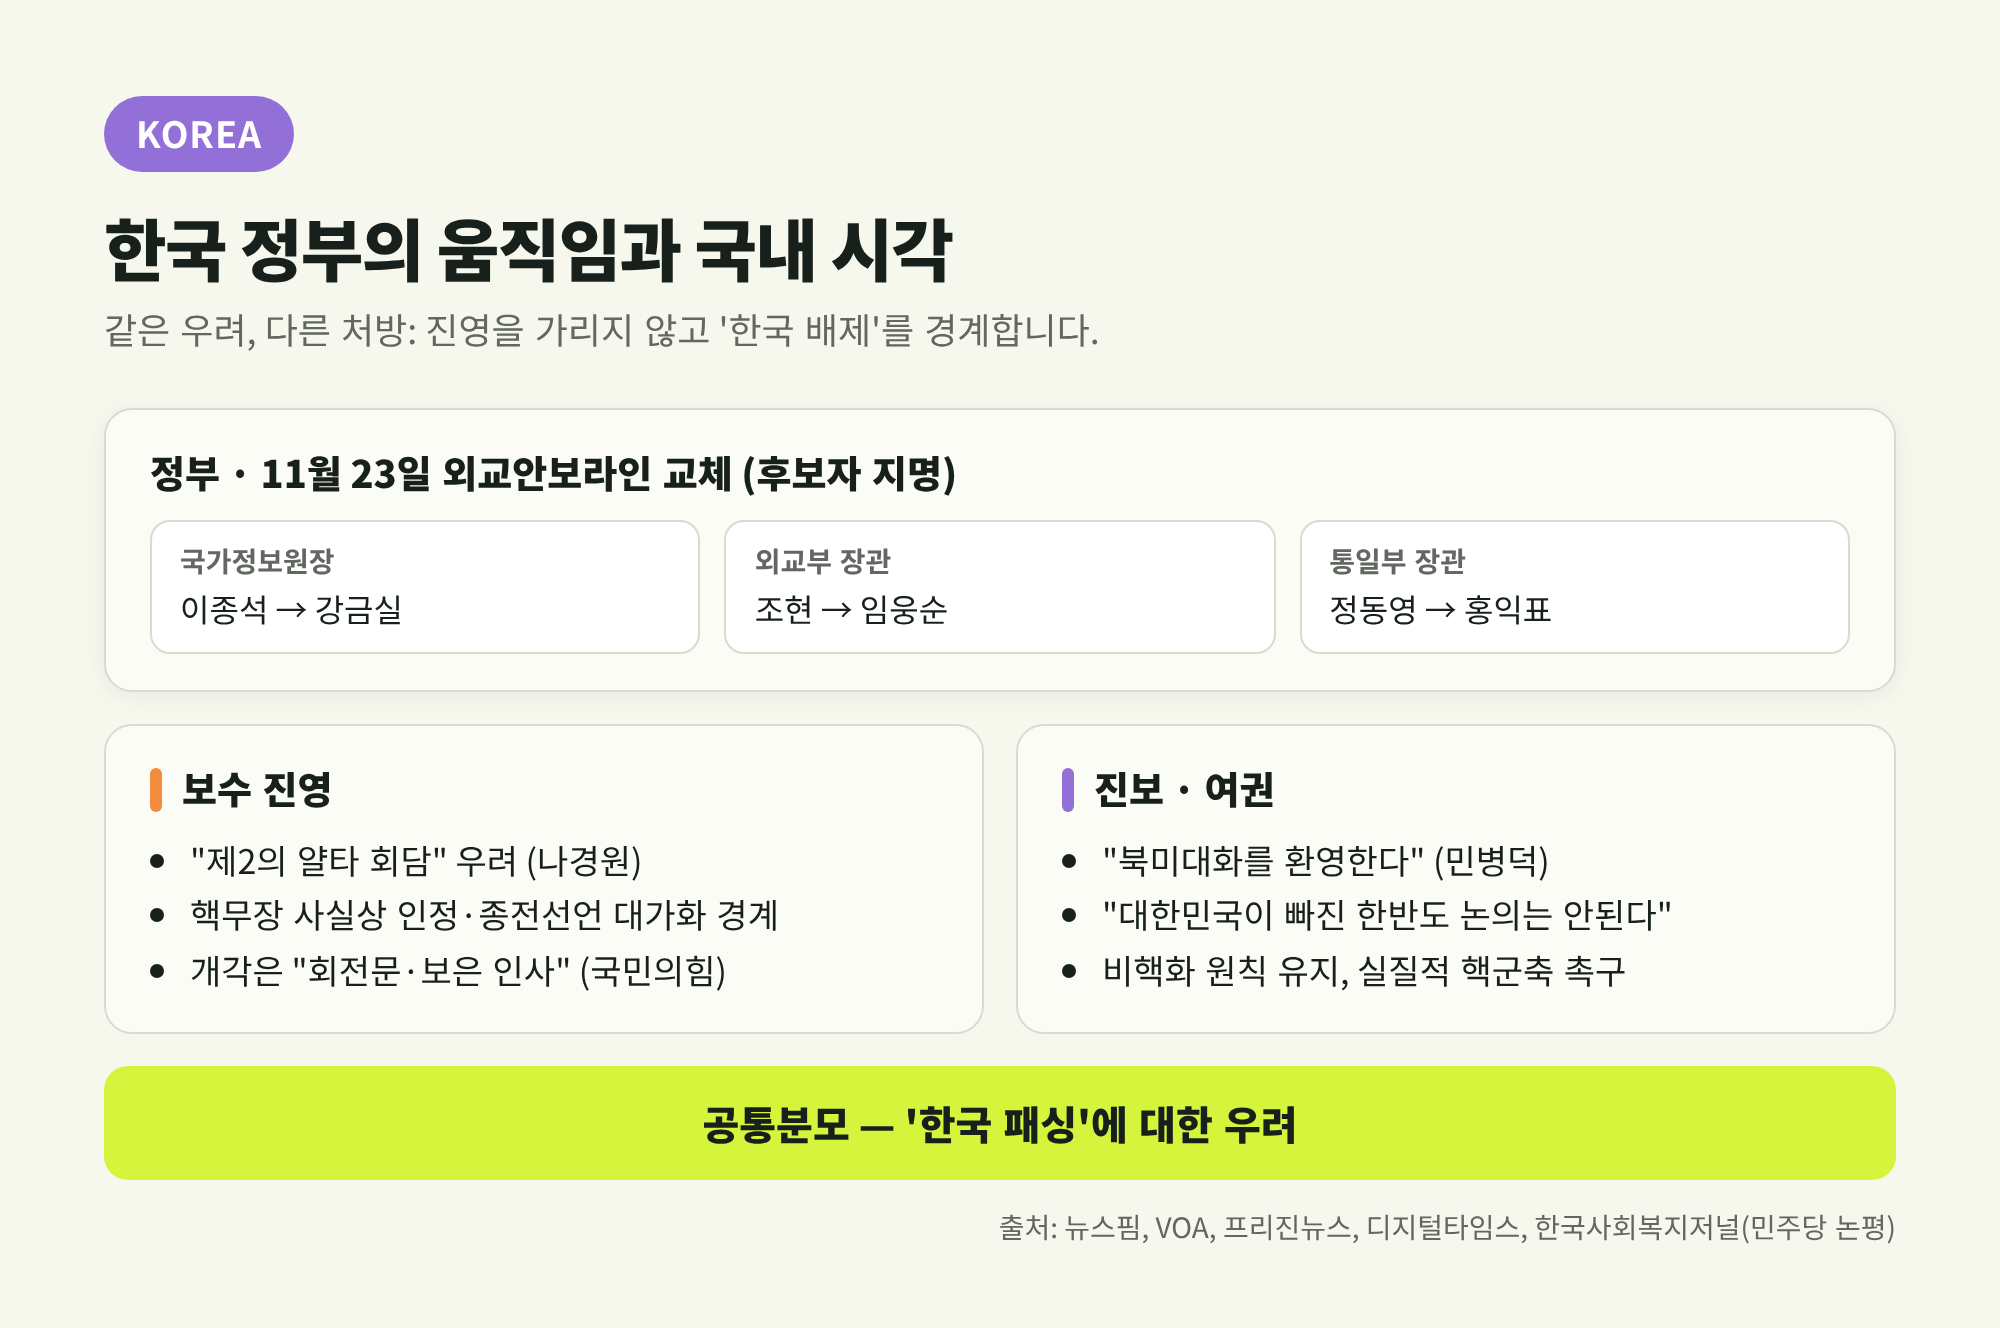 KOREA
한국 정부의 움직임과 국내 시각
같은 우려, 다른 처방: 진영을 가리지 않고 '한국 배제'를 경계합니다.
정부 · 11월 23일 외교안보라인 교체 (후보자 지명)
국가정보원장
이종석 → 강금실
외교부 장관
조현 → 임웅순
통일부 장관
정동영 → 홍익표
보수 진영
• "제2의 얄타 회담" 우려 (나경원)
• 핵무장 사실상 인정·종전선언 대가화 경계
• 개각은 "회전문·보은 인사" (국민의힘)
진보 · 여권
• "북미대화를 환영한다" (민병덕)
• "대한민국이 빠진 한반도 논의는 안된다"
• 비핵화 원칙 유지, 실질적 핵군축 촉구
공통분모 — '한국 패싱'에 대한 우려
출처: 뉴스핌, VOA, 프리진뉴스, 디지털타임스, 한국사회복지저널(민주당 논평)